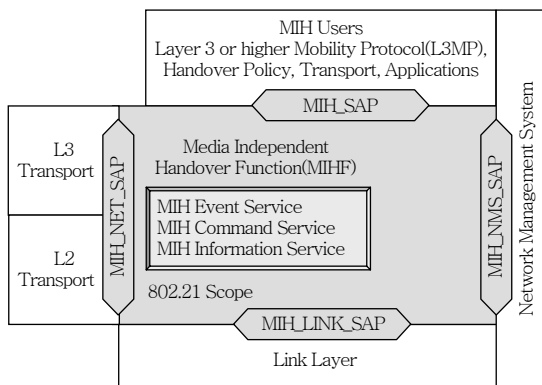 MIH Users
Layer 3 or higher Mobility Protocol(L3MP),
Handover Policy, Transport, Applications
MIH_SAP
L3
Transport
L2
Transport
MIH_NET_SAP
Media Independent
Handover Function(MIHF)
MIH Event Service
MIH Command Service
MIH Information Service
802.21 Scope
MIH_NMS_SAP
Network Management System
MIH_LINK_SAP
Link Layer